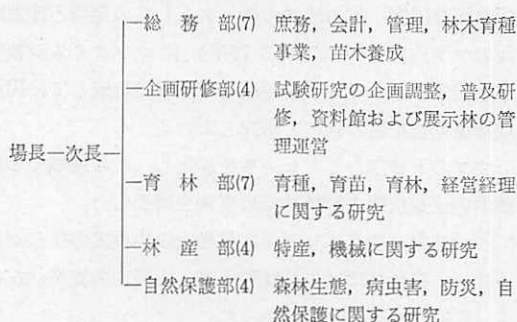 総務部(7) 庶務, 会計, 管理, 林木育種
事業, 苗木養成
企画研修部(4) 試験研究の企画調整, 普及研
修, 資料館および展示林の管
理運営
場長―次長
育林部(7) 育種, 育苗, 育林, 経営経理
に関する研究
林産部(4) 特産, 機械に関する研究
自然保護部(4) 森林生態, 病虫害, 防災, 自
然保護に関する研究